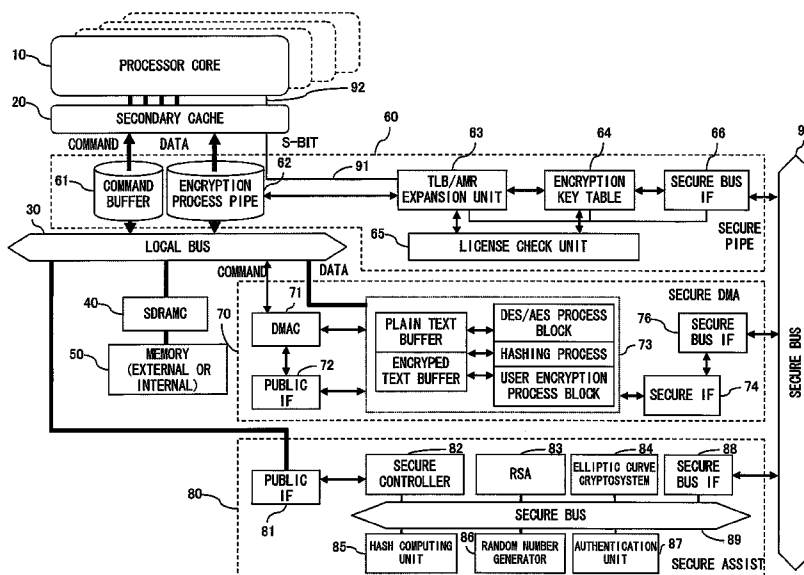 10
PROCESSOR CORE
92
20
SECONDARY CACHE
COMMAND
DATA
S-BIT
60
63
64
66
61
COMMAND
BUFFER
62
ENCRYPTION
PROCESS PIPE
91
TLB/AMR
EXPANSION UNIT
ENCRYPTION
KEY TABLE
SECURE BUS
IF
65
LICENSE CHECK UNIT
SECURE
PIPE
30
LOCAL BUS
COMMAND
DATA
40
SDRAMC
50
MEMORY
(EXTERNAL OR
INTERNAL)
70
71
DMAC
72
PUBLIC
IF
PLAIN TEXT
BUFFER
ENCRYPED
TEXT BUFFER
DES/AES PROCESS
BLOCK
HASHING PROCESS
USER ENCRYPTION
PROCESS BLOCK
73
SECURE DMA
76
SECURE
BUS IF
SECURE IF
74
9
SECURE BUS
80
PUBLIC
IF
81
82
SECURE
CONTROLLER
83
RSA
84
ELLIPTIC CURVE
CRYPTOSYSTEM
88
SECURE
BUS IF
SECURE BUS
89
85
HASH COMPUTING
UNIT
86
RANDOM NUMBER
GENERATOR
AUTHENTICATION
UNIT
87
SECURE ASSIST